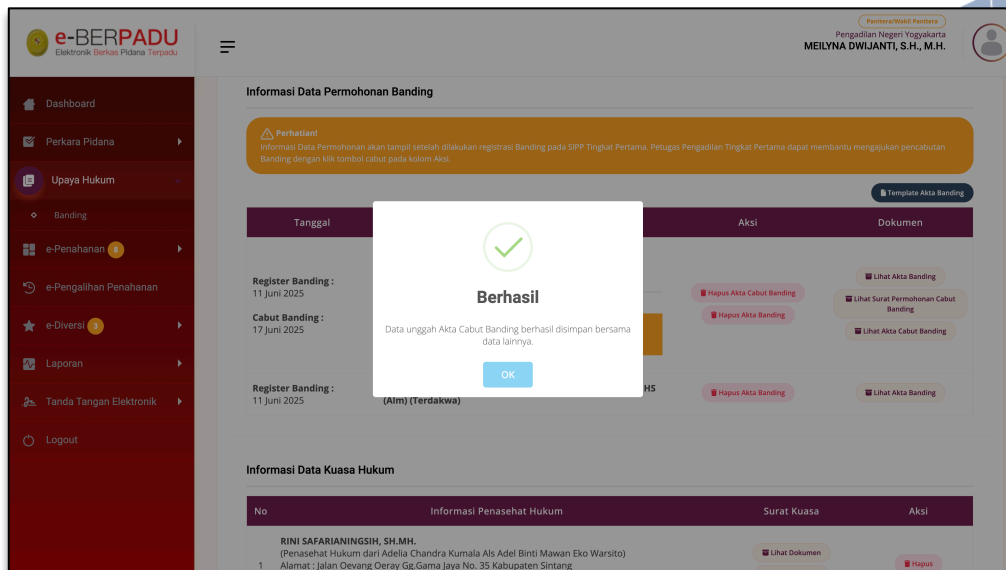 e-BERPADU
Elektronik Berkas Pidana Terpadu
Panitera/Wakil Panitera
Pengadilan Negeri Yogyakarta
MEILYNA DWIJANTI, S.H., M.H.
Dashboard
Perkara Pidana
Upaya Hukum
Banding
e-Penahanan 8
e-Pengalihan Penahanan
e-Diversi 3
Laporan
Tanda Tangan Elektronik
Logout
Informasi Data Permohonan Banding
Perhatian!
Informasi Data Permohonan akan tampil setelah dilakukan registrasi Banding pada SIPP Tingkat Pertama. Petugas Pengadilan Tingkat Pertama dapat membantu mengajukan pencabutan
Banding dengan klik tombol cabut pada kolom Aksi.
Template Akta Banding
Tanggal Aksi Dokumen
Register Banding :
11 Juni 2025
Cabut Banding :
17 Juni 2025
Hapus Akta Cabut Banding
Hapus Akta Banding
Lihat Akta Banding
Lihat Surat Permohonan Cabut
Banding
Lihat Akta Cabut Banding
Berhasil
Data unggah Akta Cabut Banding berhasil disimpan bersama
data lainnya.
OK
Register Banding :
11 Juni 2025
HS
(Alm) (Terdakwa)
Hapus Akta Banding
Lihat Akta Banding
Informasi Data Kuasa Hukum
No Informasi Penasehat Hukum Surat Kuasa Aksi
RINI SAFARIANINGSIH, SH.MH.
(Penasehat Hukum dari Adelia Chandra Kumala Als Adel Binti Mawan Eko Warsito)
1 Alamat : Jalan Oevang Oeray Gg.Gama Jaya No. 35 Kabupaten Sintang
Lihat Dokumen
Hapus